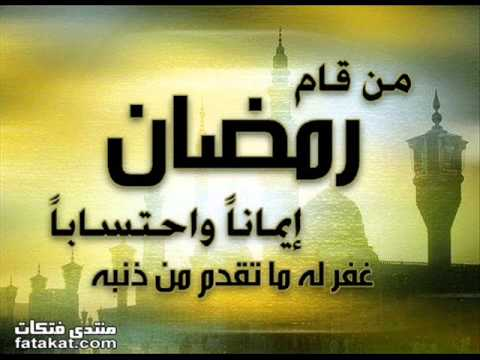 من قام
رمضان
إيماناً واحتساباً
غفر له ما تقدم من ذنبه
منتدى فتكات
fatakat.com